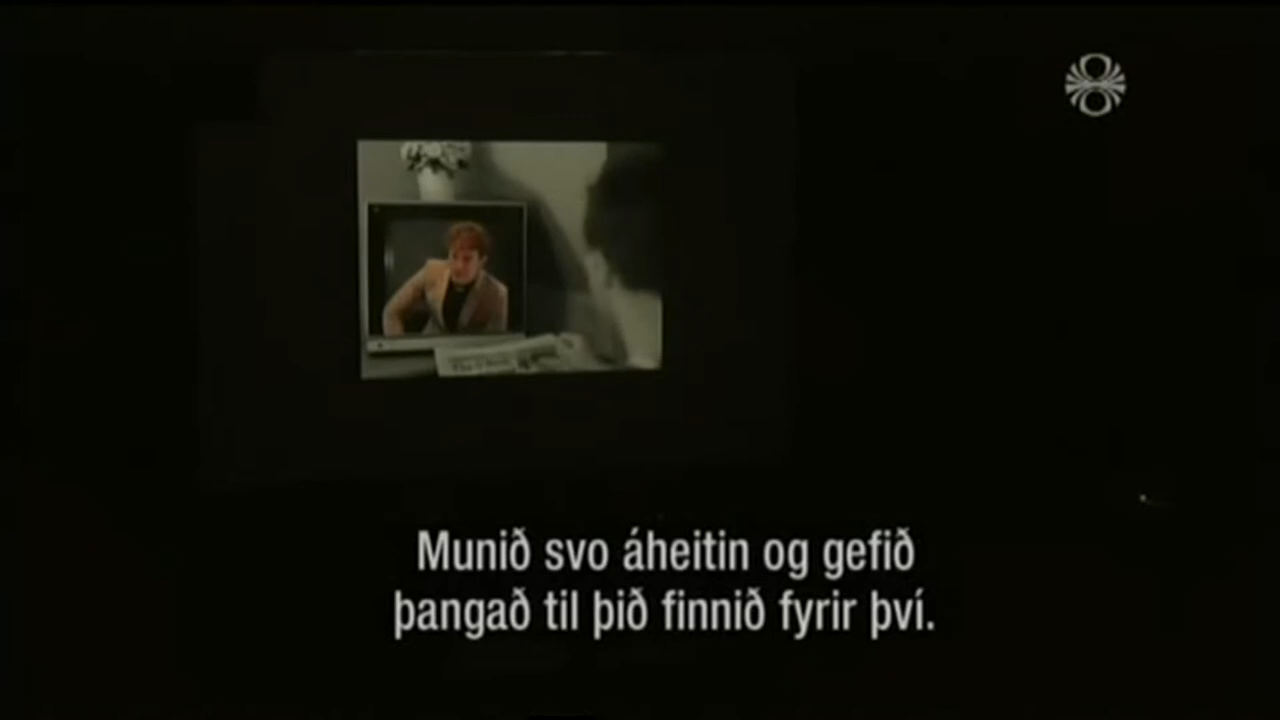 Munið svo áheitin og gefið
þangað til þið finnið fyrir því.